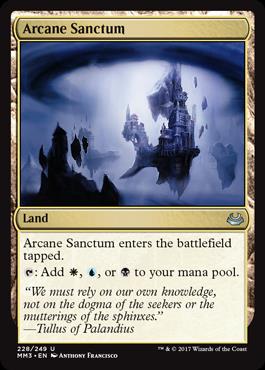 Arcane Sanctum
Land
Arcane Sanctum enters the battlefield
tapped.
: Add , , or to your mana pool.
“We must rely on our own knowledge,
not on the dogma of the seekers or the
mutterings of the sphinxes.”
—Tullus of Palandius
228/249 U
MM3 • EN Anthony Francisco
™ & © 2017 Wizards of the Coast